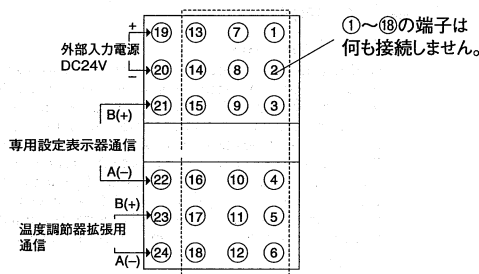 ①～⑱の端子は
何も接続しません。
+
外部入力電源
DC24V
−
⑲ ⑬ ⑦ ①
⑳ ⑭ ⑧ ②
㉑ ⑮ ⑨ ③
B(+)
専用設定表示器通信
A(−)
㉒ ⑯ ⑩ ④
B(+)
㉓ ⑰ ⑪ ⑤
温度調節器拡張用
通信
㉔ ⑱ ⑫ ⑥
A(−)